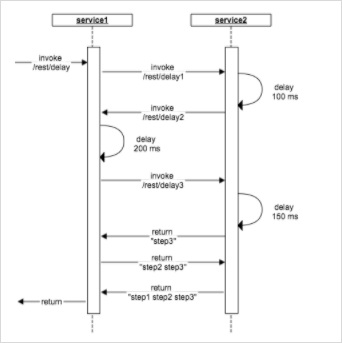 service1
service2
invoke
/rest/delay
invoke
/rest/delay1
delay
100 ms
invoke
/rest/delay2
delay
200 ms
invoke
/rest/delay3
delay
150 ms
return
"step3"
return
"step2 step3"
return
"step1 step2 step3"
return